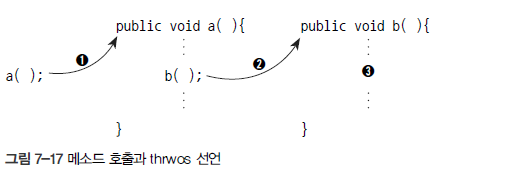 public void a( ){ public void b( ){
❶ ❷
a( ); b( ); ❸
} }
그림 7-17 메소드 호출과 thrwos 선언